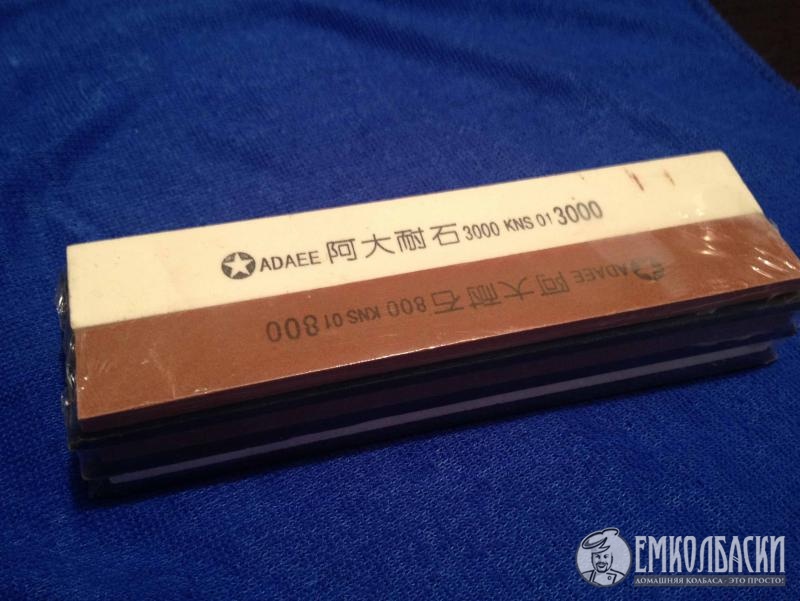 ADAEE 阿大耐石 3000 KNS 01 3000
ADAEE 阿大耐石 800 KNS 01 800
ЕМКОЛБАСКИ
ДОМАШНЯЯ КОЛБАСА - ЭТО ПРОСТО!